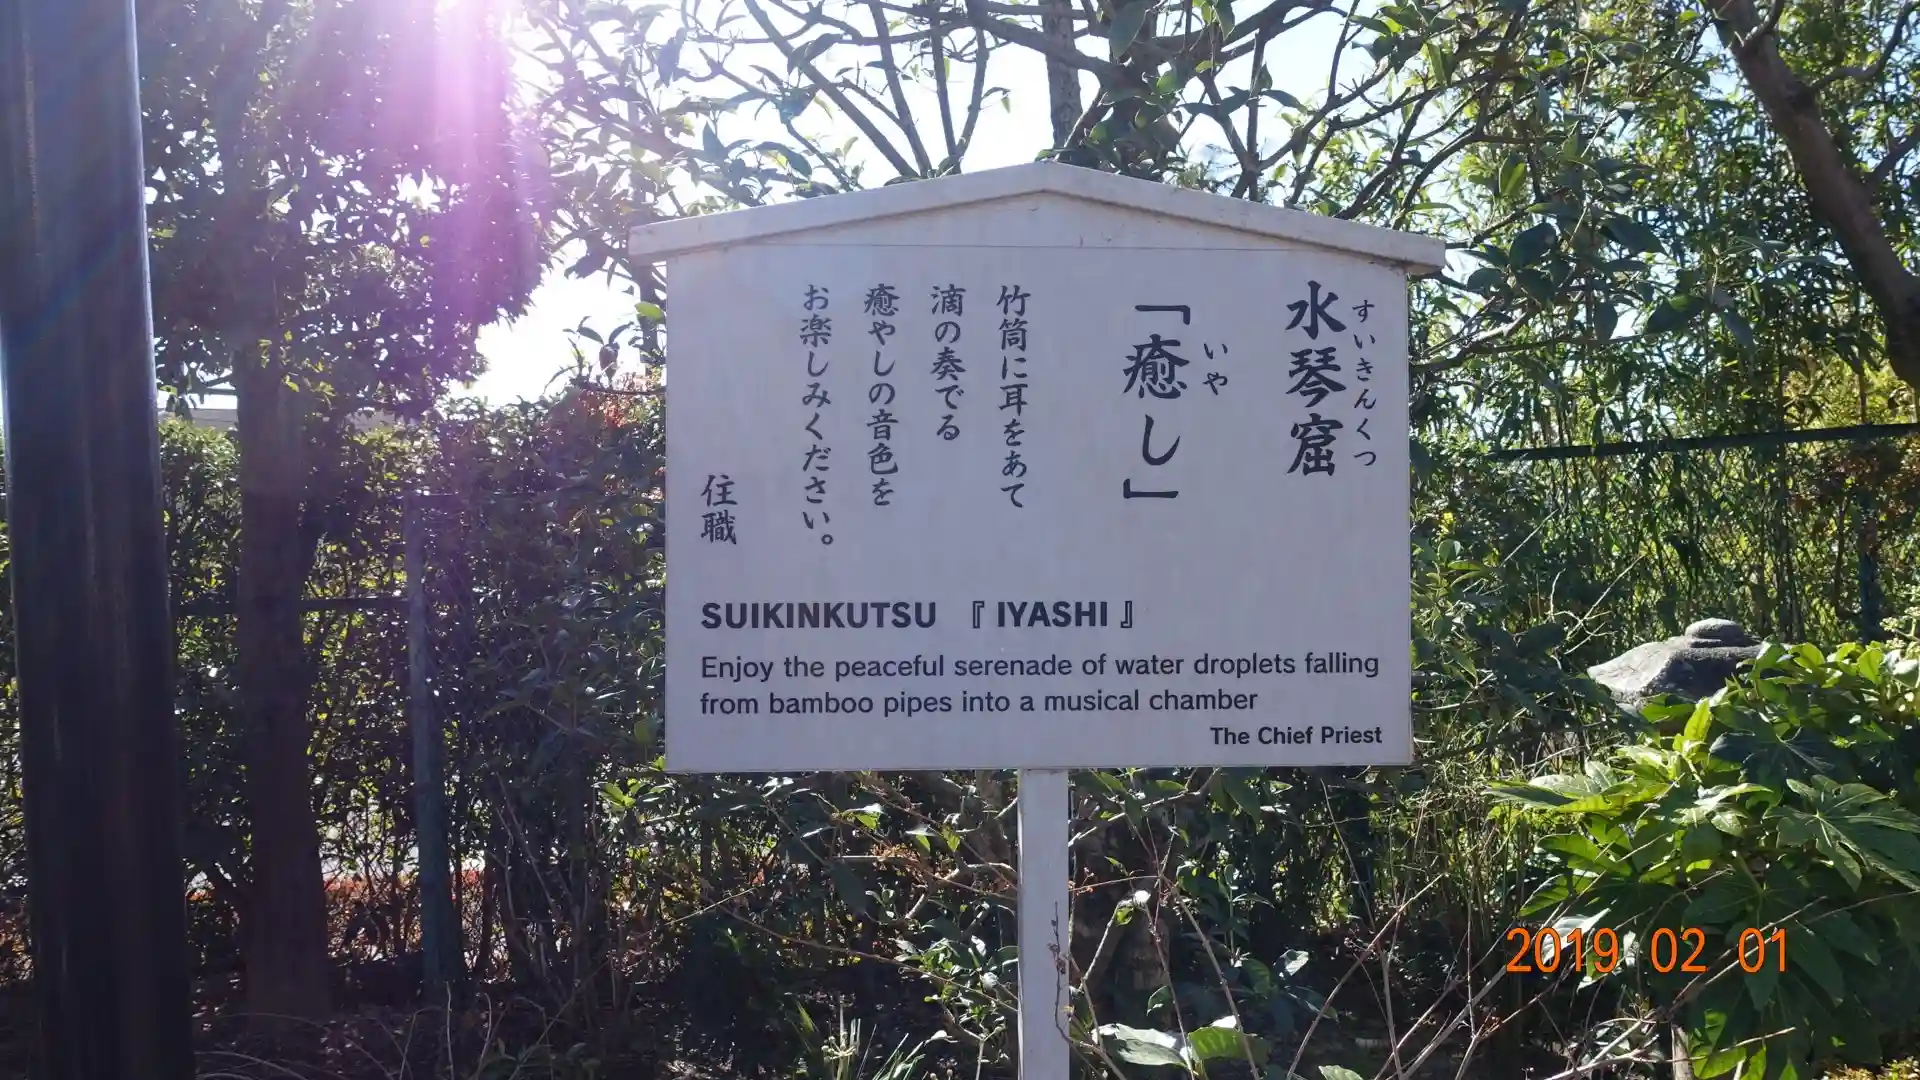 水琴窟
すいきんくつ
「癒し」
いや
竹筒に耳をあて
滴の奏でる
癒やしの音色を
お楽しみください。
住職
SUIKINKUTSU 『 IYASHI 』
Enjoy the peaceful serenade of water droplets falling
from bamboo pipes into a musical chamber
The Chief Priest
2019 02 01